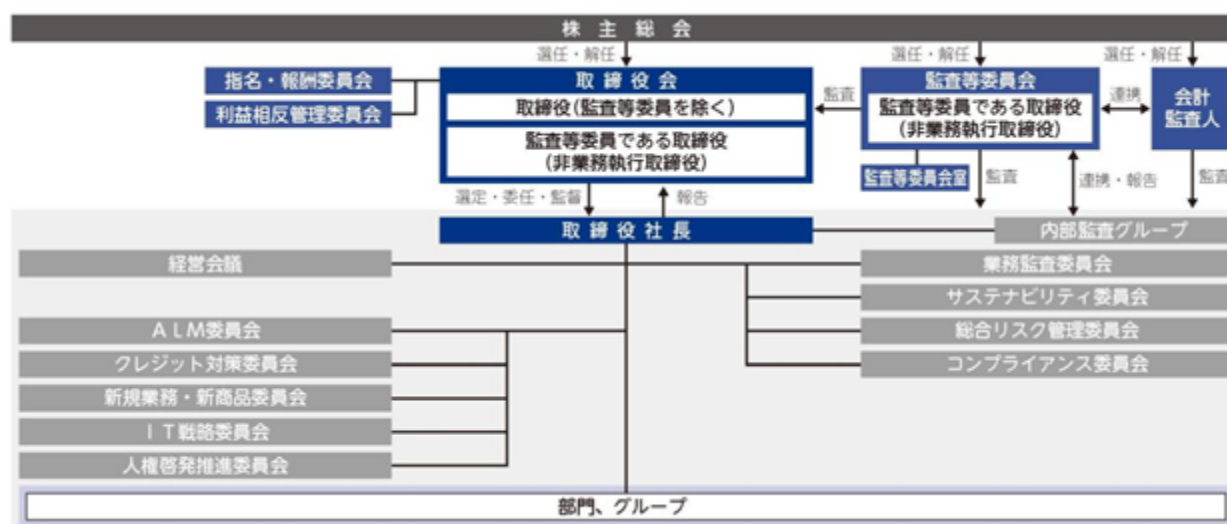 株主総会
選任・解任
選任・解任
選任・解任
指名・報酬委員会
利益相反管理委員会
取締役会
取締役(監査等委員を除く)
監査等委員である取締役
(非業務執行取締役)
監査
監査等委員会
監査等委員である取締役
(非業務執行取締役)
連携
会計
監査人
監査等委員会室
監査
連携・報告
監査
選定・委任・監督
報告
取締役社長
内部監査グループ
経営会議
業務監査委員会
サステナビリティ委員会
ALM委員会
総合リスク管理委員会
クレジット対策委員会
コンプライアンス委員会
新規業務・新商品委員会
IT戦略委員会
人権啓発推進委員会
部門、グループ